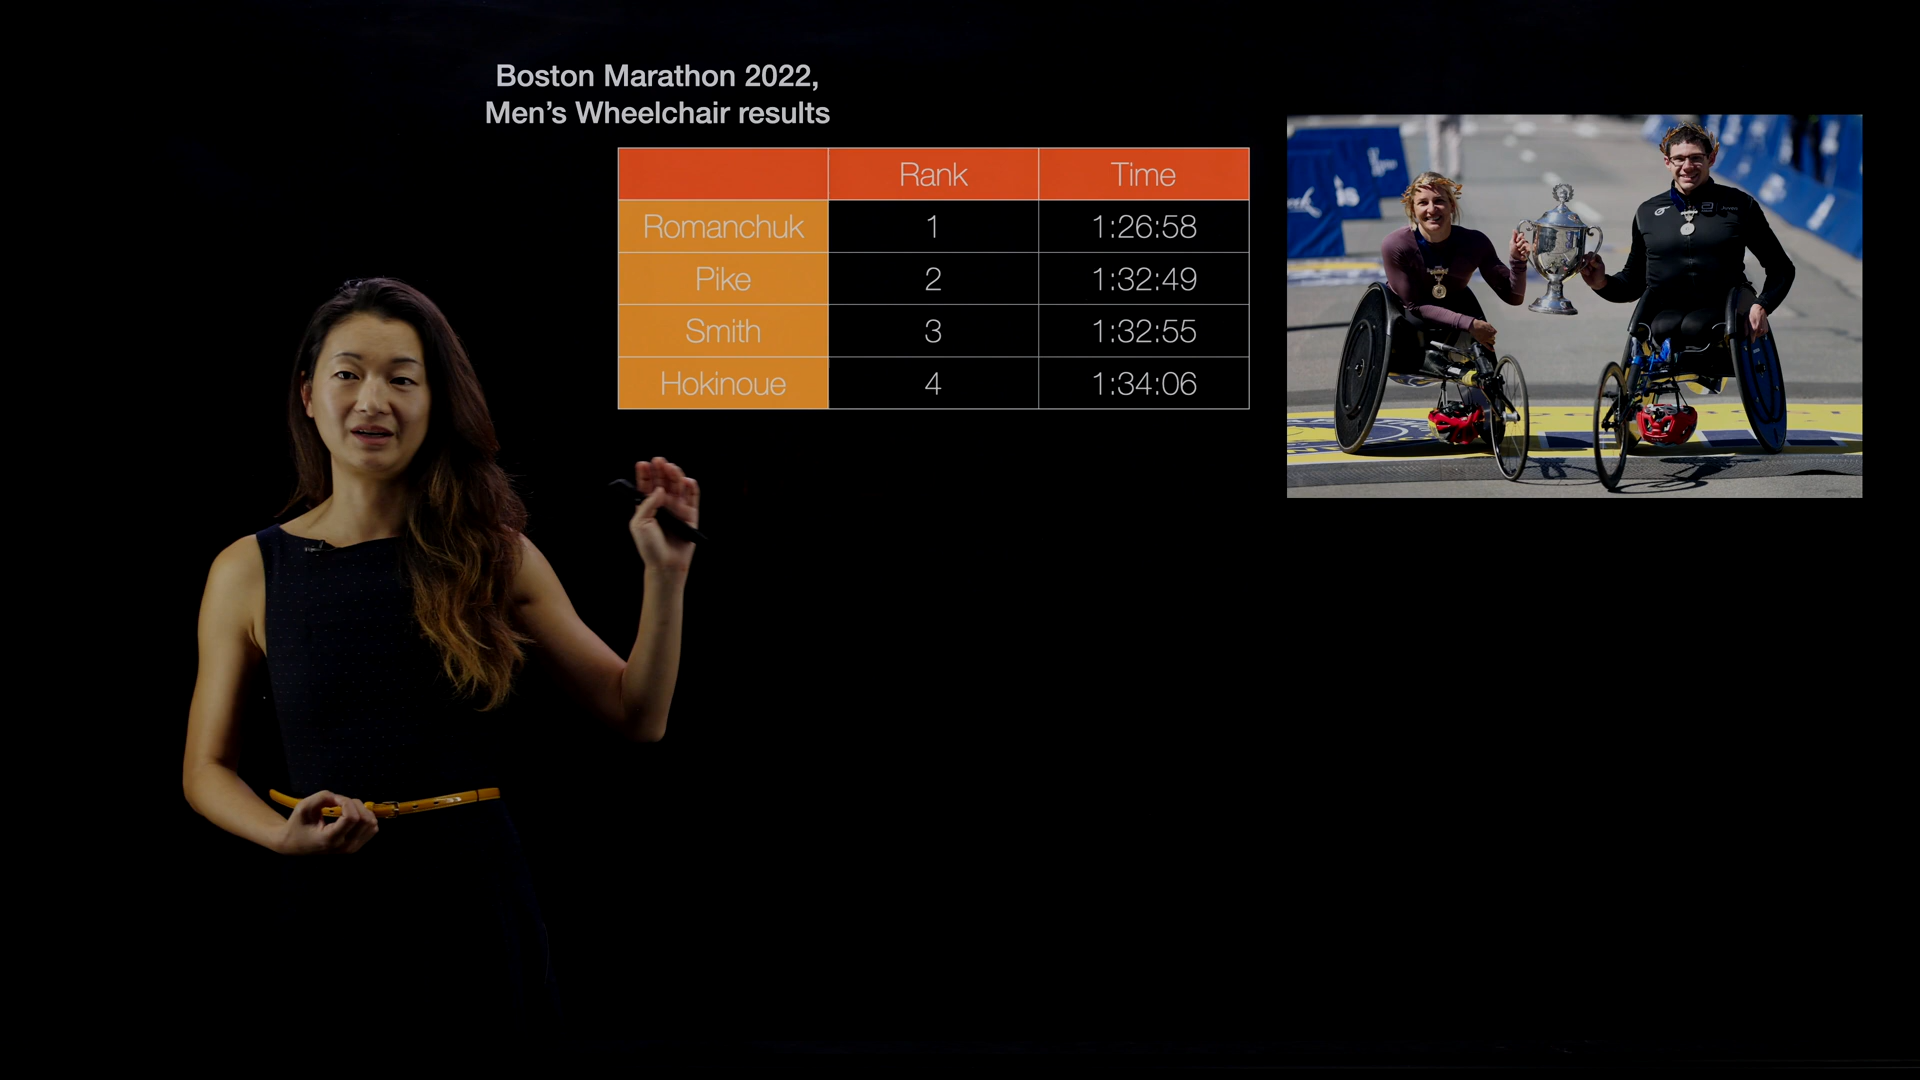 Boston Marathon 2022,
Men’s Wheelchair results
Rank Time
Romanchuk 1 1:26:58
Pike 2 1:32:49
Smith 3 1:32:55
Hokinoue 4 1:34:06